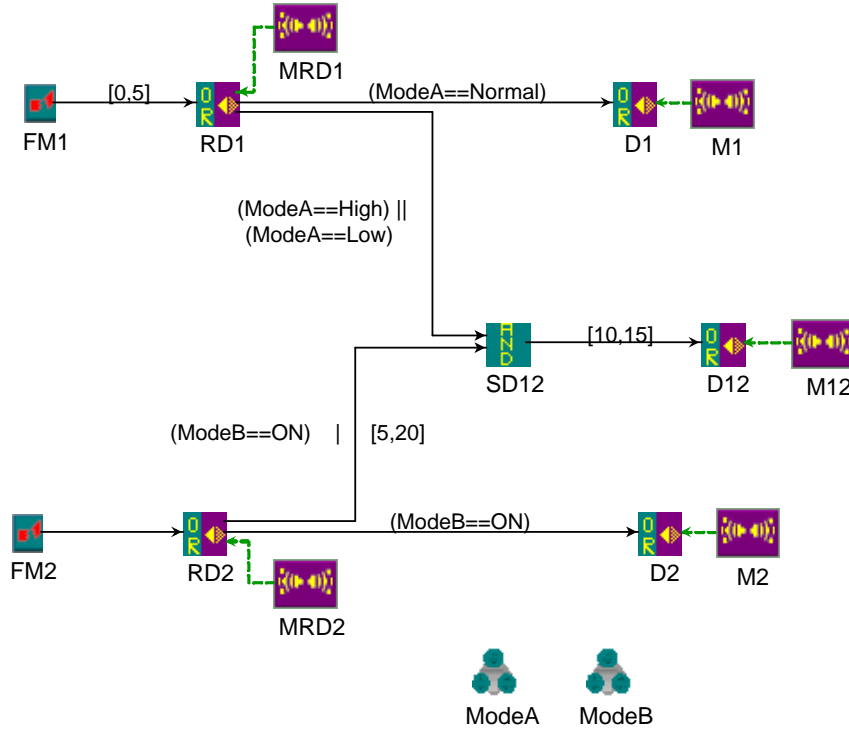 MRD1
[0,5]
(ModeA==Normal)
O
R
O
R
FM1
RD1
D1
M1
(ModeA==High) ||
(ModeA==Low)
A
N
D
[10,15]
O
R
SD12
D12
M12
(ModeB==ON) | [5,20]
(ModeB==ON)
O
R
O
R
FM2
RD2
D2
M2
MRD2
ModeA
ModeB